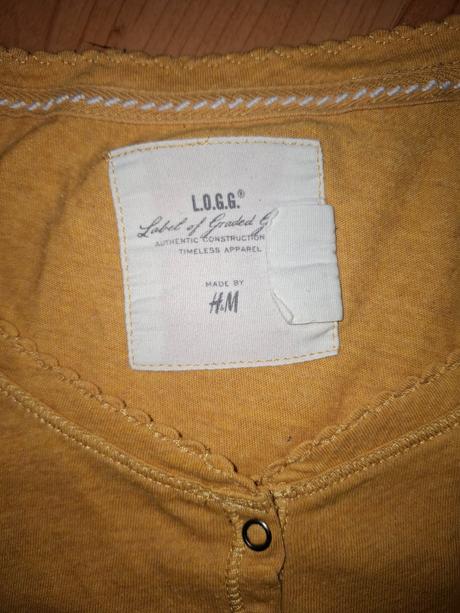 L.O.G.G.®
Label of Graded
AUTHENTIC CONSTRUCTION
TIMELESS APPAREL
MADE BY
H&M